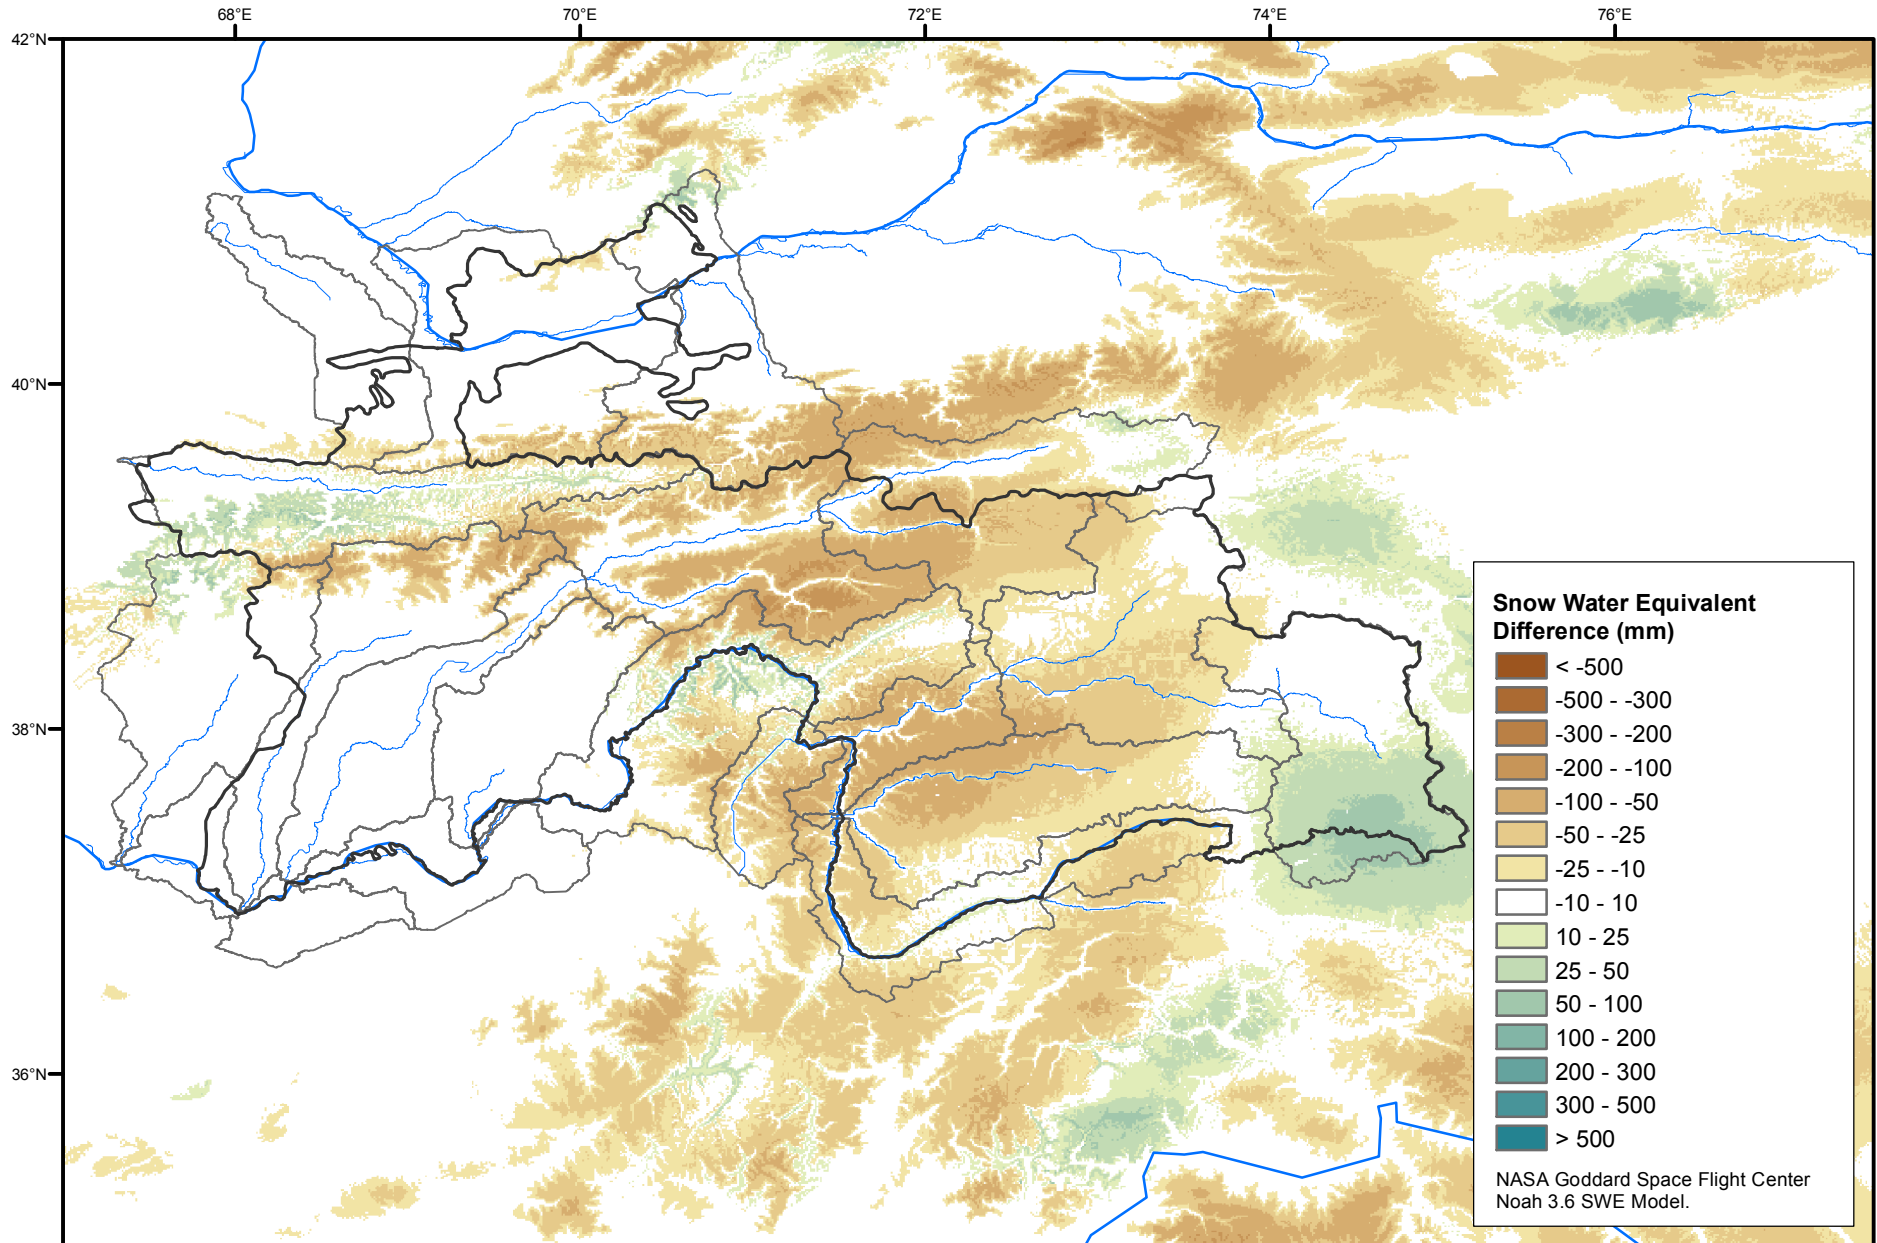 68°E
70°E
72°E
74°E
76°E
42°N
40°N
38°N
36°N
Snow Water Equivalent
Difference (mm)
< -500
-500 - -300
-300 - -200
-200 - -100
-100 - -50
-50 - -25
-25 - -10
-10 - 10
10 - 25
25 - 50
50 - 100
100 - 200
200 - 300
300 - 500
> 500
NASA Goddard Space Flight Center
Noah 3.6 SWE Model.